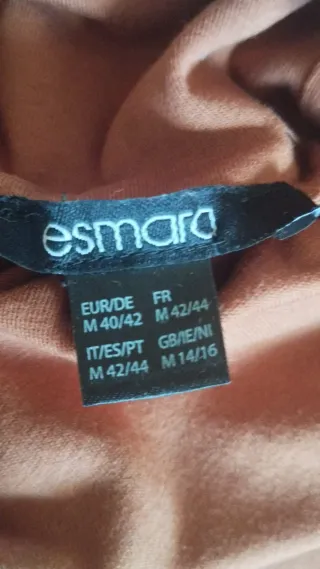 esmara
EUR/DE FR
M 40/42 M 42/44
IT/ES/PT GB/IE/NI
M 42/44 M 14/16